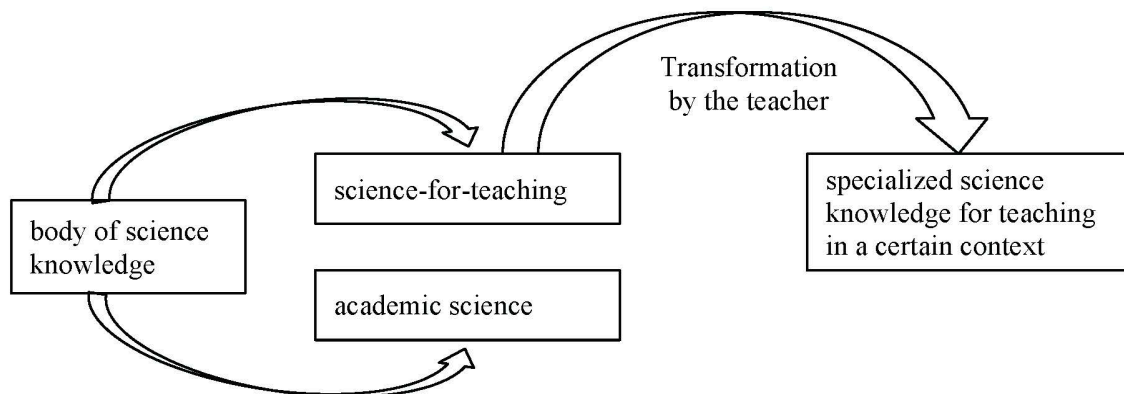 Transformation
by the teacher
science-for-teaching
specialized science
knowledge for teaching
in a certain context
body of science
knowledge
academic science